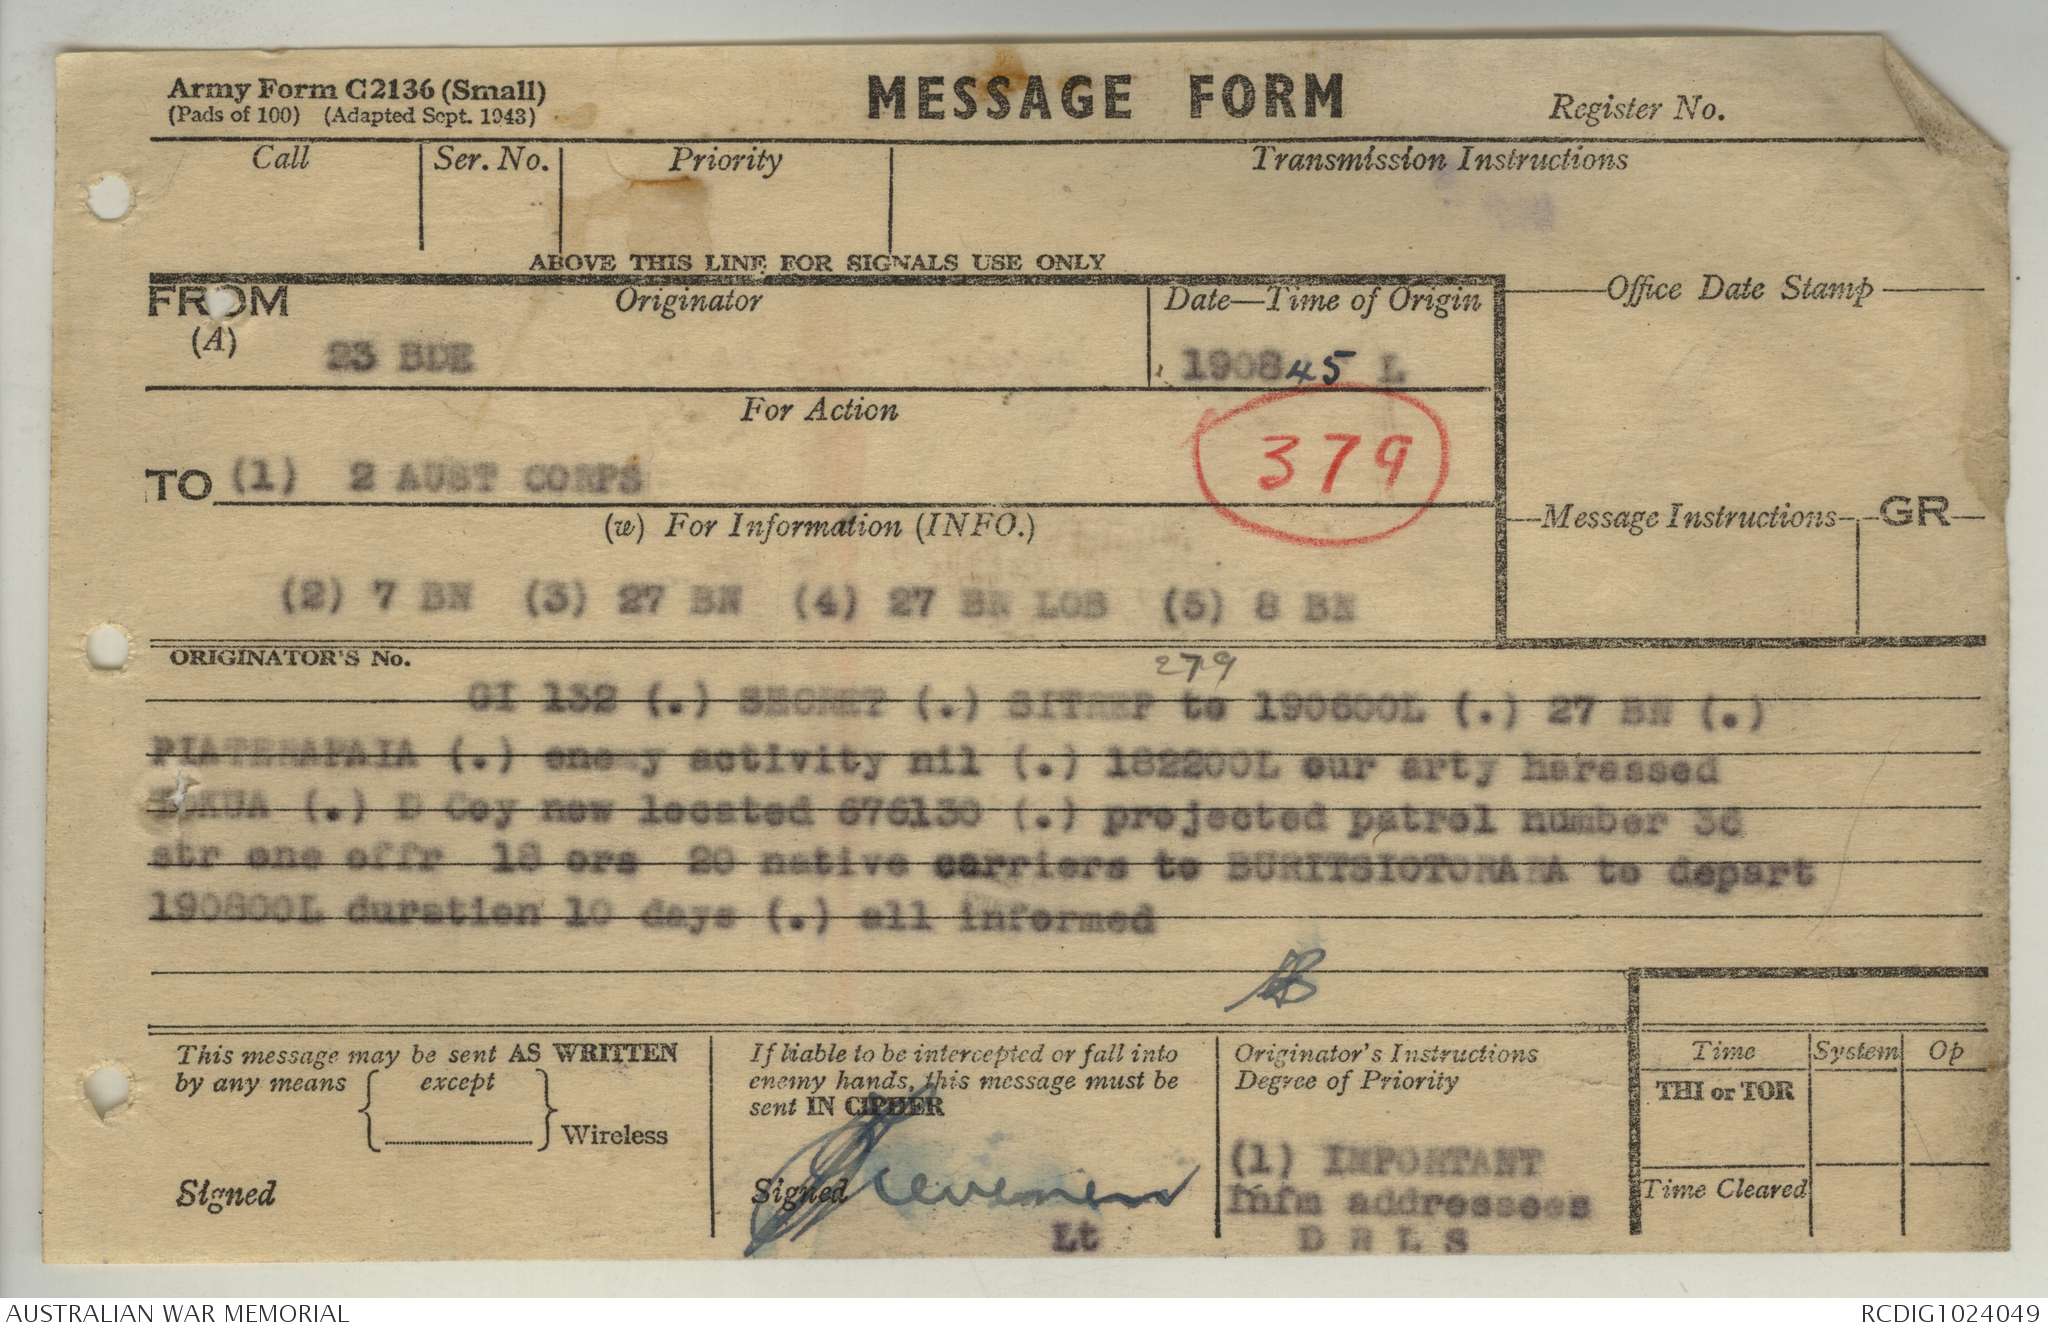 Army Form C2136 (Small)
(Pads of 100) (Adapted Sept. 1943)
MESSAGE FORM
Register No.
Call
Ser. No.
Priority
Transmission Instructions
ABOVE THIS LINE FOR SIGNALS USE ONLY
FROM
(A)
Originator
Date—Time of Origin
Office Date Stamp
23 BDE
190845 L
For Action
379
TO (1) 2 AUST CORPS
(w) For Information (INFO.)
Message Instructions
GR
(2) 7 BN (3) 27 BN (4) 27 BN LOB (5) 8 BN
ORIGINATOR'S No.
279
GI 132 (.) SECRET (.) SITREP to 190600L (.) 27 BN (.)
PIATERAPAIA (.) enemy activity nil (.) 182200L our arty harassed
(.) D Coy now located 676130 (.) projected patrol number 36
str one offr 18 ors 20 native carriers to to depart
190800L duration 10 days (.) all informed
This message may be sent AS WRITTEN
by any means { except } Wireless
Signed
If liable to be intercepted or fall into
enemy hands, this message must be
sent IN CIPHER
Signed
Lt
Originator's Instructions
Degree of Priority
(1) IMPORTANT
Infm addressees
D R L S
Time
System
Op
THI or TOR
Time Cleared
AUSTRALIAN WAR MEMORIAL
RCDIG1024049